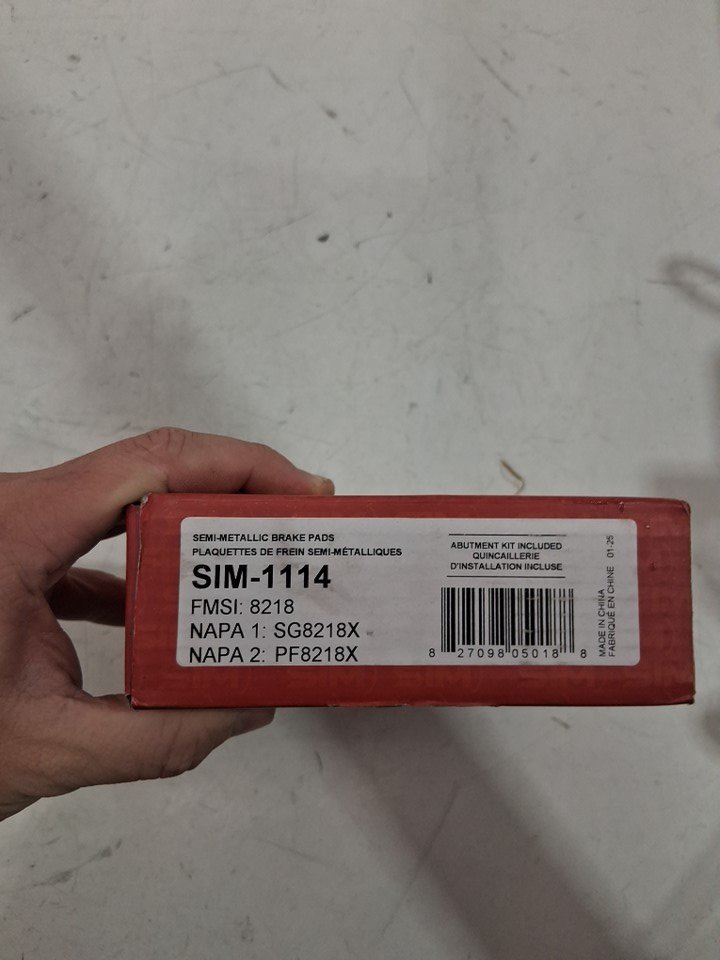 SEMI-METALLIC BRAKE PADS
PLAQUETTES DE FREIN SEMI-MÉTALLIQUES
SIM-1114
FMSI: 8218
NAPA 1: SG8218X
NAPA 2: PF8218X
ABUTMENT KIT INCLUDED
QUINCAILLERIE
D'INSTALLATION INCLUSE
8 27098 05018 8
MADE IN CHINA 01-25
FABRIQUÉ EN CHINE